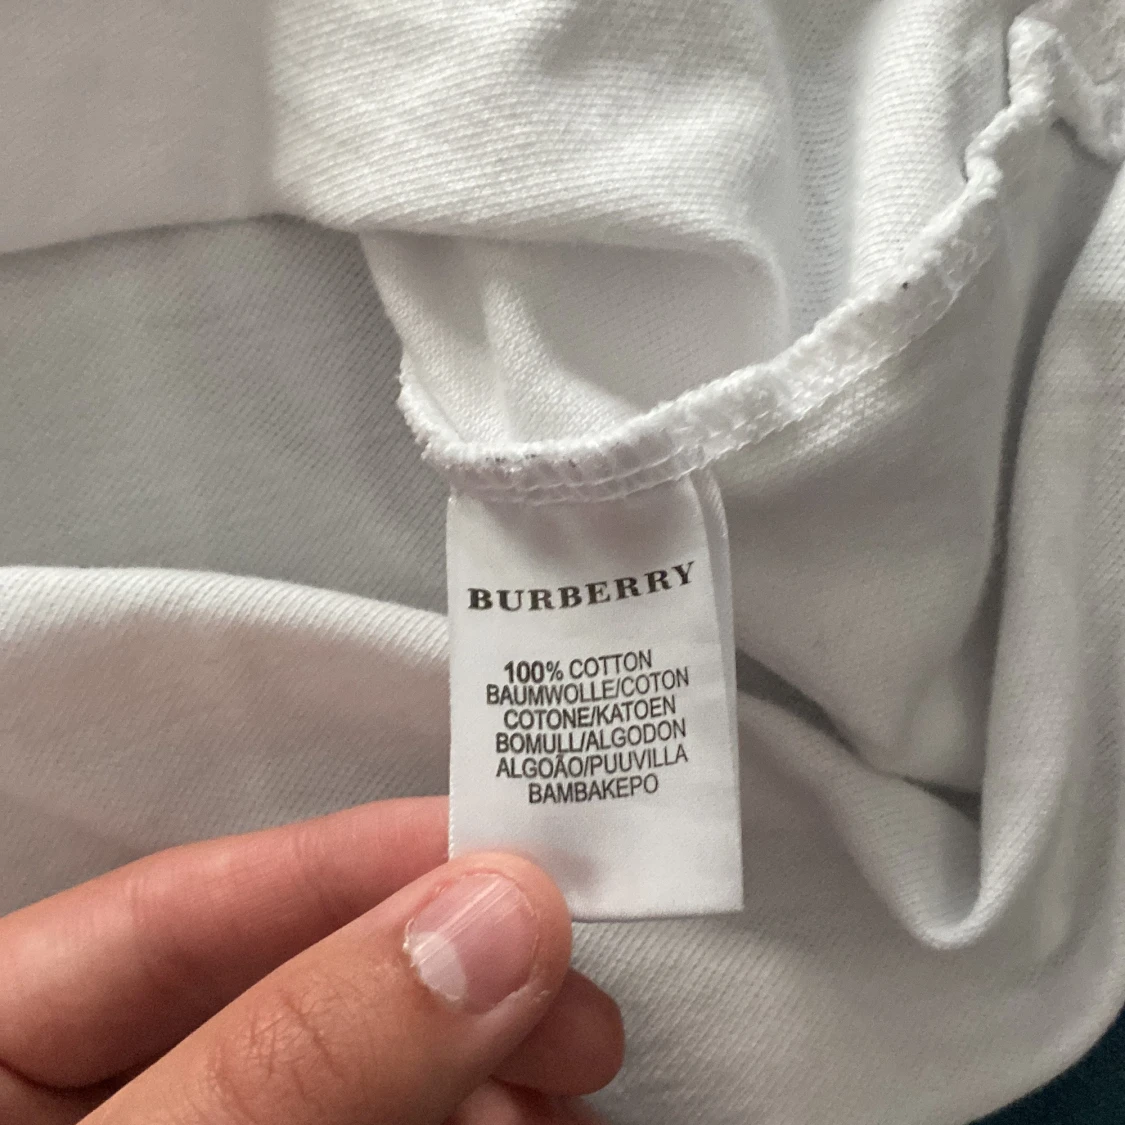 BURBERRY
100% COTTON
BAUMWOLLE/COTON
COTONE/KATOEN
BOMULL/ALGODON
ALGOÃO/PUUVILLA
BAMBAKEPO